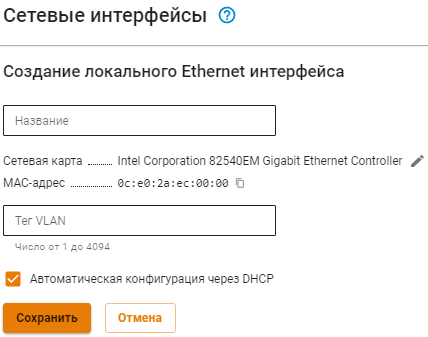 Сетевые интерфейсы ?
Создание локального Ethernet интерфейса
Название
Сетевая карта ........ Intel Corporation 82540EM Gigabit Ethernet Controller
MAC-адрес ............. 0c:e0:2a:ec:00:00
Тег VLAN
Число от 1 до 4094
Автоматическая конфигурация через DHCP
Сохранить Отмена